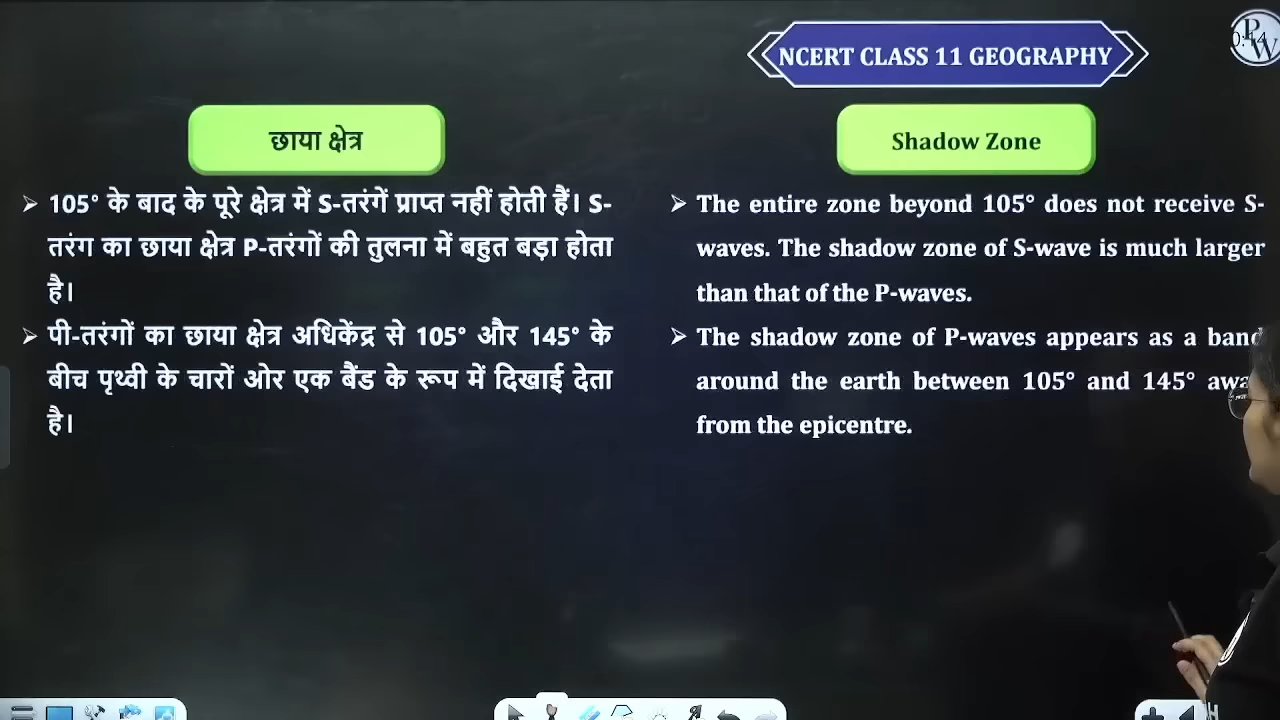 NCERT CLASS 11 GEOGRAPHY
PW
छाया क्षेत्र
105° के बाद के पूरे क्षेत्र में S-तरंगें प्राप्त नहीं होती हैं। S-
तरंग का छाया क्षेत्र P-तरंगों की तुलना में बहुत बड़ा होता
है।
पी-तरंगों का छाया क्षेत्र अधिकेंद्र से 105° और 145° के
बीच पृथ्वी के चारों ओर एक बैंड के रूप में दिखाई देता
है।
Shadow Zone
The entire zone beyond 105° does not receive S-
waves. The shadow zone of S-wave is much larger
than that of the P-waves.
The shadow zone of P-waves appears as a band
around the earth between 105° and 145°
from the epicentre.